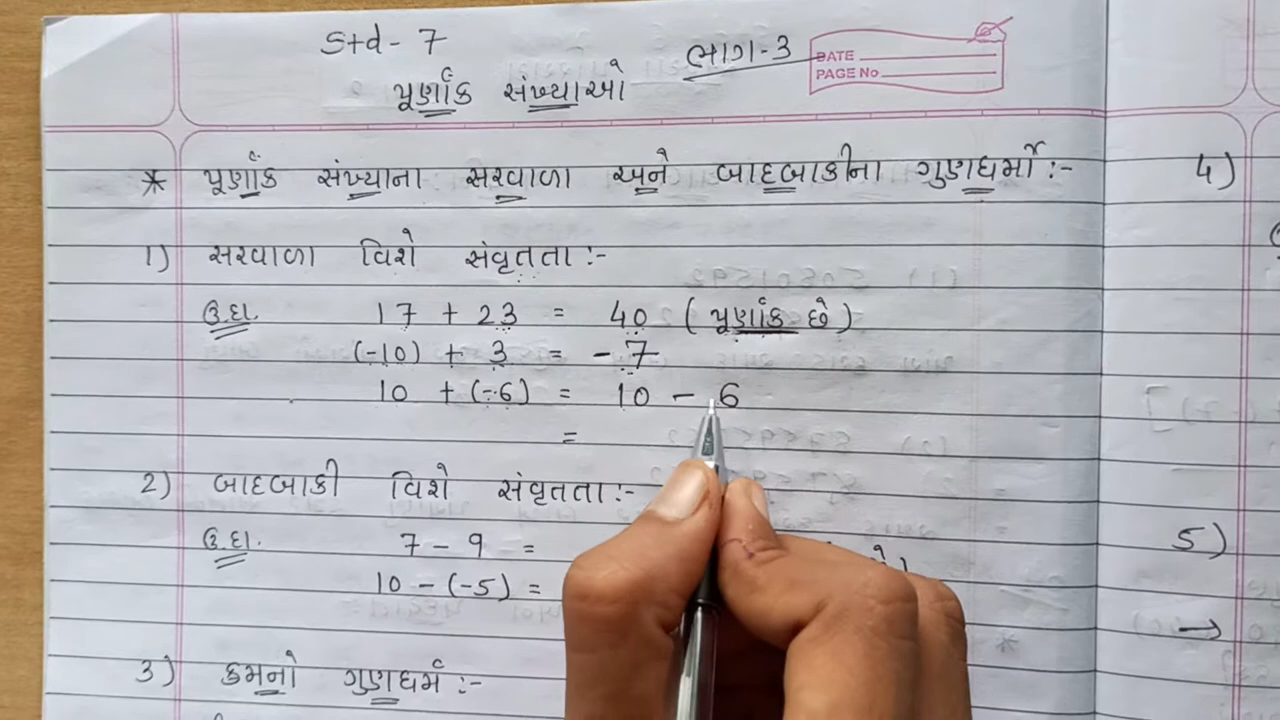 Std - 7
ભાગ-3
DATE
PAGE No
પૂર્ણાંક સંખ્યાઓ
* પૂર્ણાંક સંખ્યાના સરવાળા અને બાદબાકીના ગુણધર્મો :-
1) સરવાળા વિશે સંવૃતતા :-
ઉદા. 17 + 23 = 40 ( પૂર્ણાંક છે )
(-10) + 3 = - 7
10 + (-6) = 10 - 6
=
2) બાદબાકી વિશે સંવૃતતા :-
ઉદા. 7 - 9 =
10 - (-5) =
3) ક્રમનો ગુણધર્મ :-
4)
5)
→